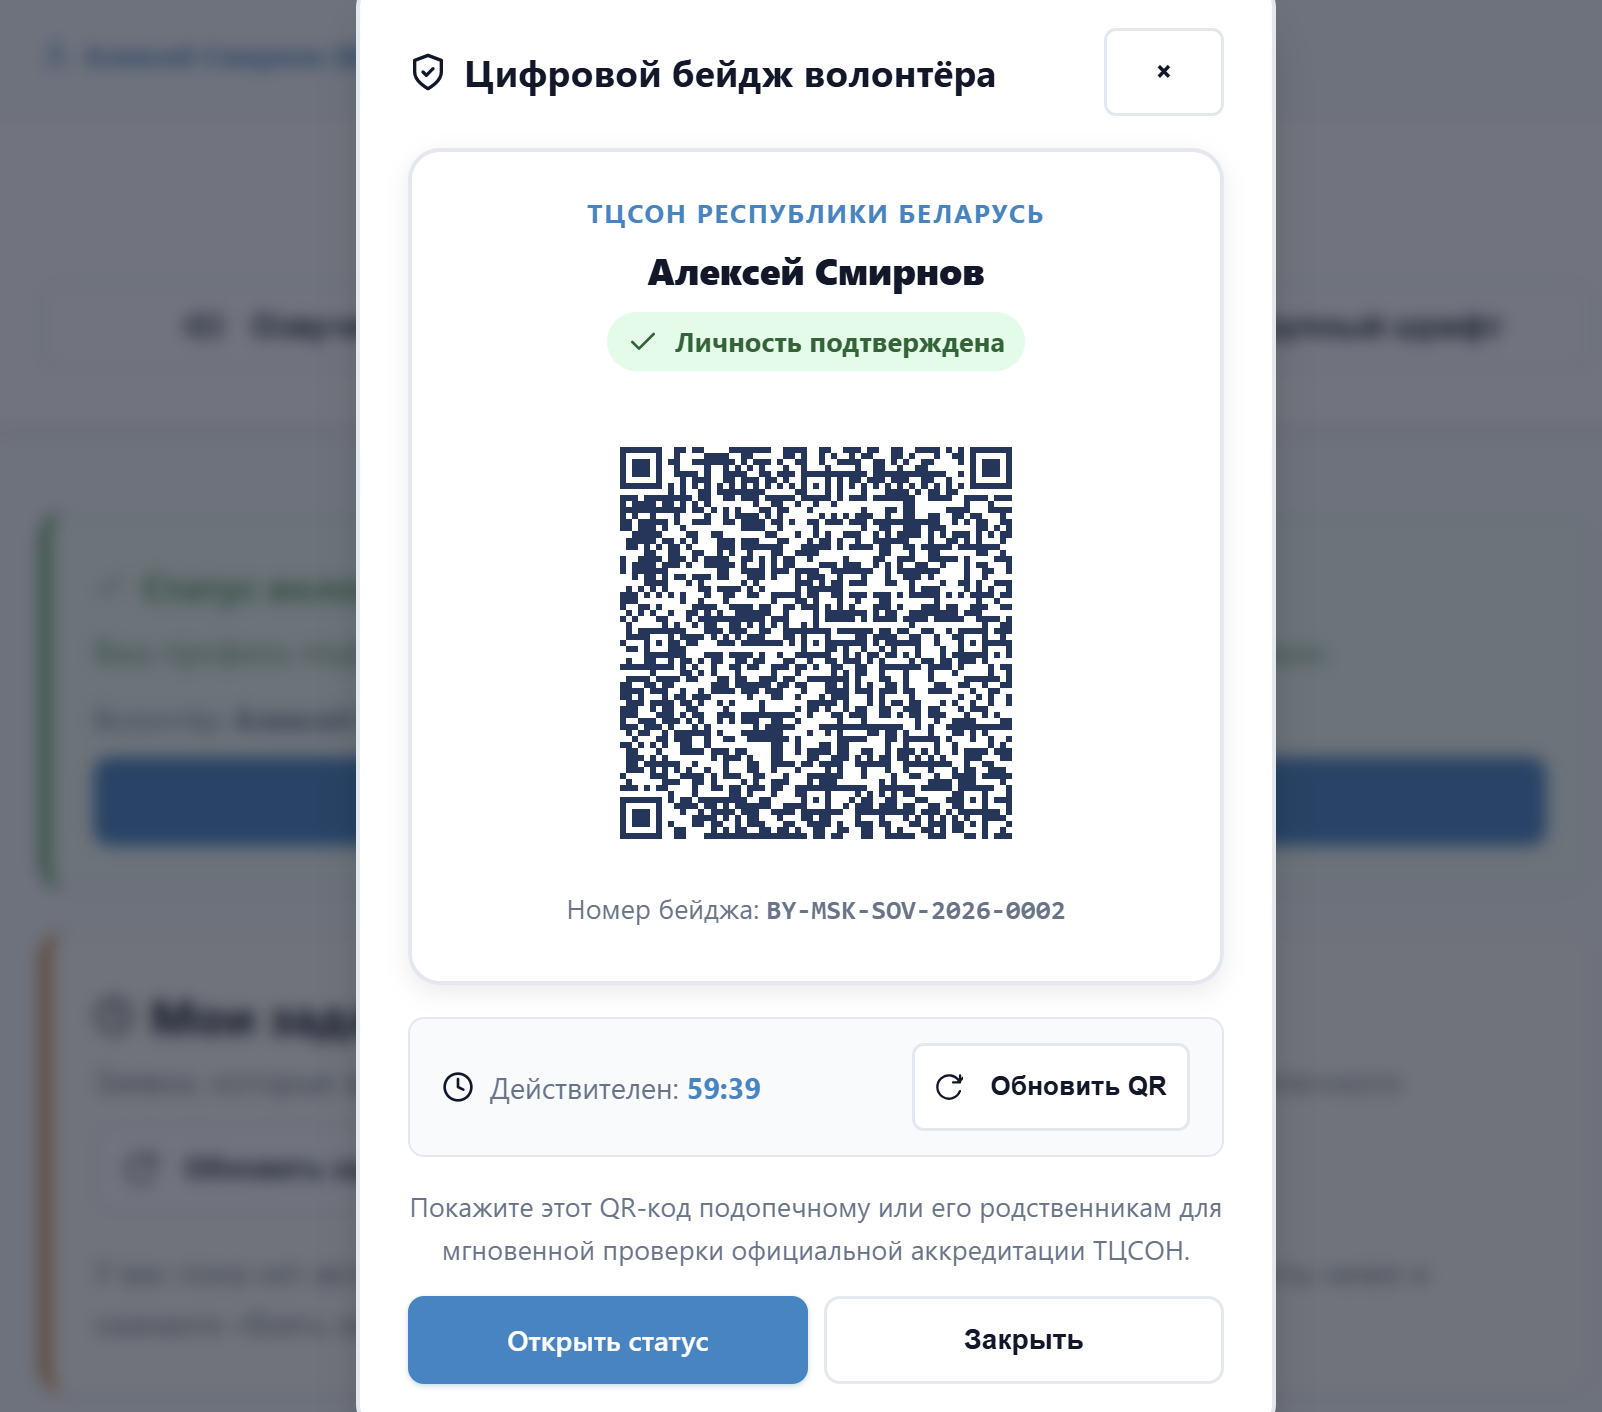 Цифровой бейдж волонтёра
×
ТЦСОН РЕСПУБЛИКИ БЕЛАРУСЬ
Алексей Смирнов
Личность подтверждена
Номер бейджа: BY-MSK-SOV-2026-0002
Действителен: 59:39
Обновить QR
Покажите этот QR-код подопечному или его родственникам для
мгновенной проверки официальной аккредитации ТЦСОН.
Открыть статус
Закрыть